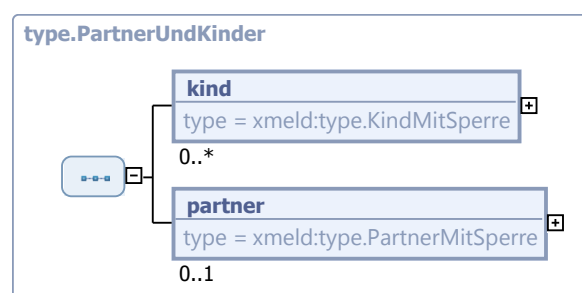 type.PartnerUndKinder
kind
type = xmeld:type.KindMitSperre
0..*
partner
type = xmeld:type.PartnerMitSperre
0..1